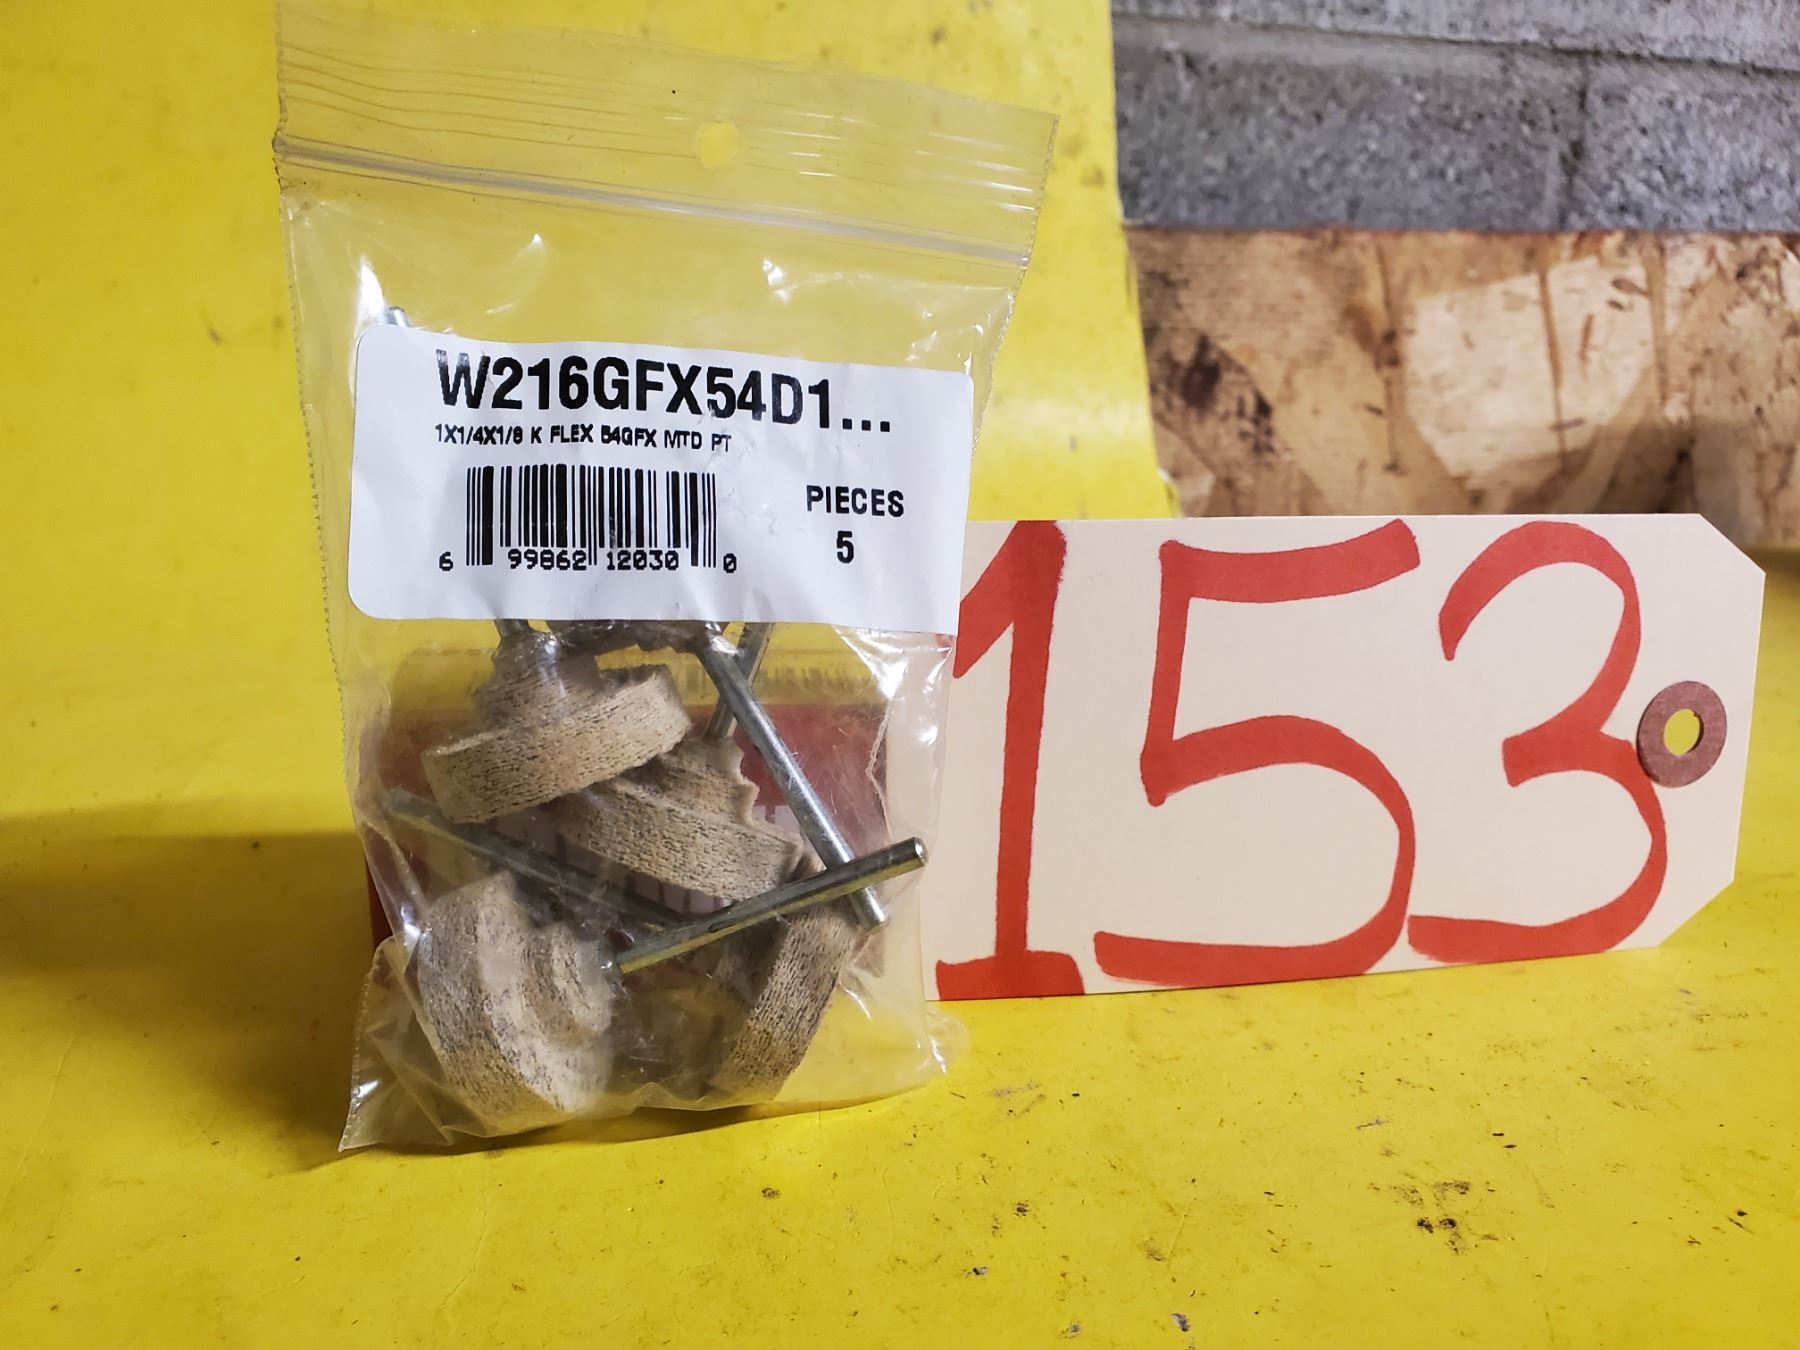 W216GFX54D1...
1X1/4X1/8 K FLEX 54GFX MTD PT
PIECES
5
6 99862 12030 0
153